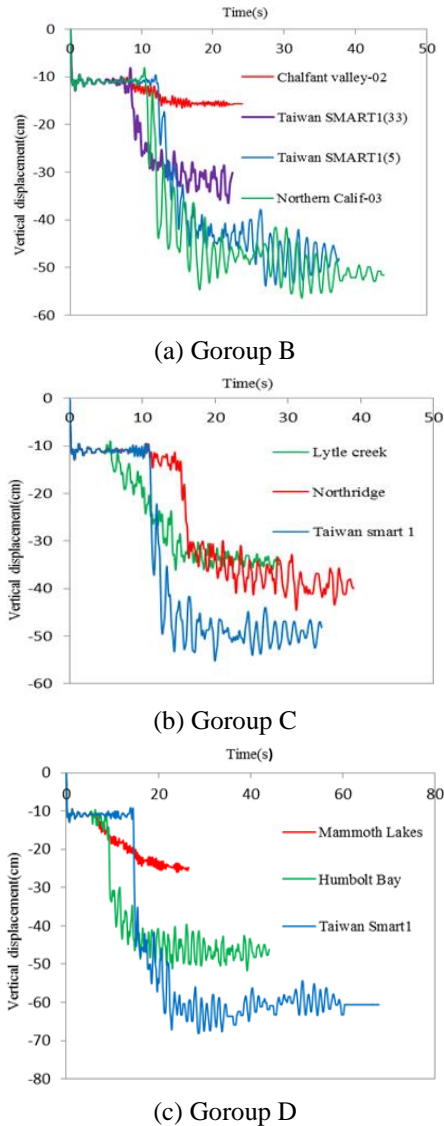 Time(s)
0 10 20 30 40 50
0
-10
-20
-30
-40
-50
-60
Vertical displacement(cm)
Chalfant valley-02
Taiwan SMART1(33)
Taiwan SMART1(5)
Northern Calif-03
(a) Goroup B
Time(s)
0 10 20 30 40 50
0
-10
-20
-30
-40
-50
-60
Vertical displacement(cm)
Lytle creek
Northridge
Taiwan smart 1
(b) Goroup C
Time(s)
0 20 40 60 80
0
-10
-20
-30
-40
-50
-60
-70
-80
Vertical displacement(cm)
Mammoth Lakes
Humbolt Bay
Taiwan Smart1
(c) Goroup D